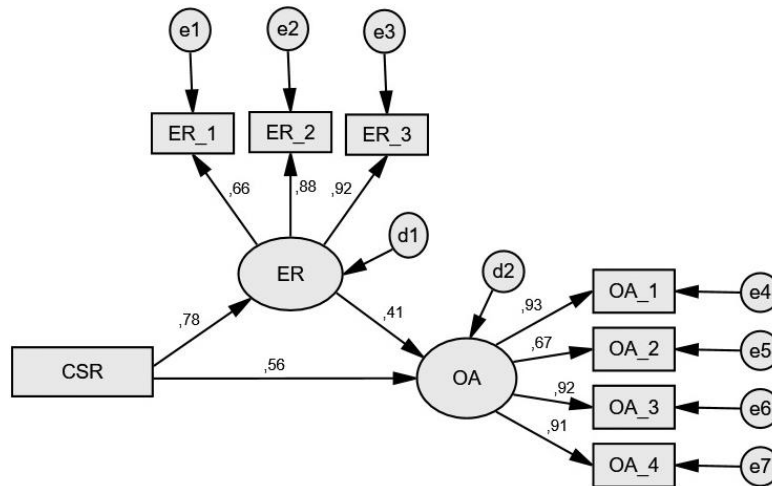 e1
e2
e3
ER_1
ER_2
ER_3
,66
,88
,92
d1
ER
d2
OA_1
e4
,93
,41
,78
OA_2
e5
,67
CSR
,56
OA
,92
OA_3
e6
,91
OA_4
e7